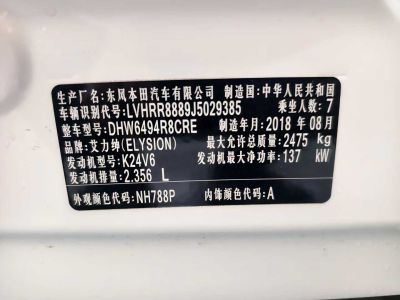 生产厂名:东风本田汽车有限公司 制造国:中华人民共和国
车辆识别代号:LVHRR8889J5029385 乘坐人数:7
整车型号:DHW6494R8CRE 制造年月:2018 年 08月
品牌:艾力绅(ELYSION) 最大允许总质量:2475 kg
发动机型号:K24V6 发动机最大净功率:137 kW
发动机排量:2.356 L
外观颜色代码:NH788P 内饰颜色代码:A